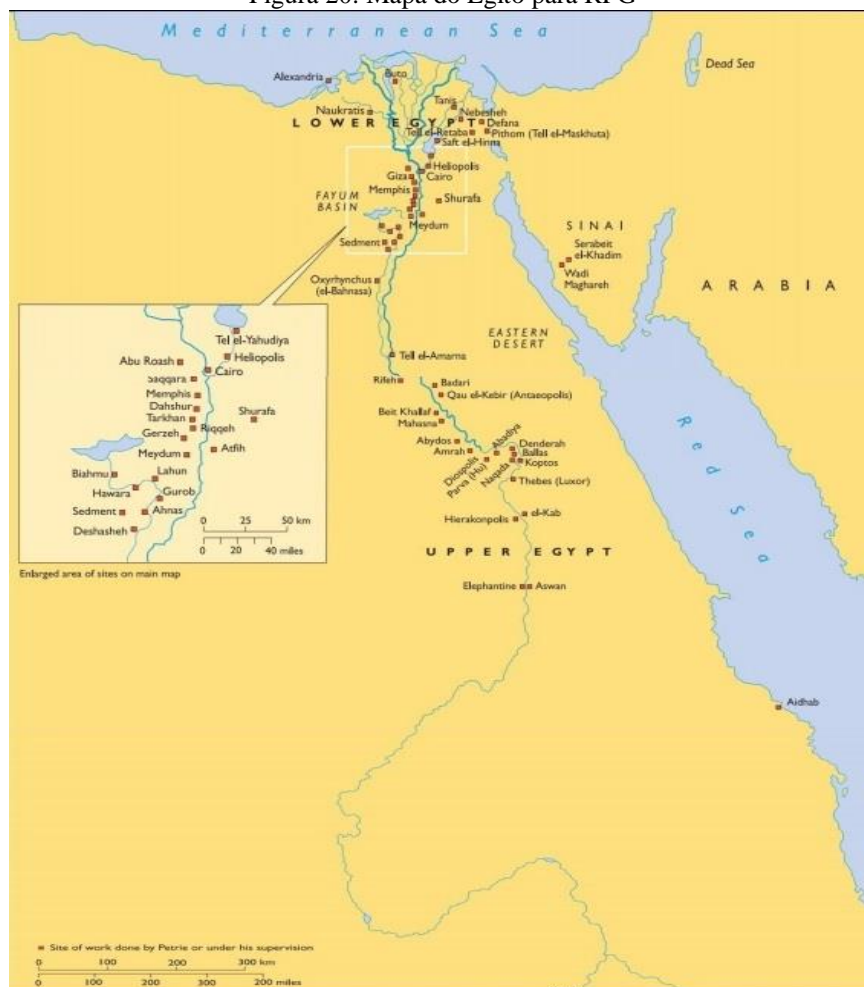 Figura 20: Mapa do Egito para RPG
Mediterranean Sea
Dead Sea
Alexandria
Buto
Tanis
Naukratis
Nebesheh
LOWER EGYPT
Defana
Tell el-Retaba
Pithom (Tell el-Maskhuta)
Saft el-Hinna
Heliopolis
Giza
Cairo
Memphis
Shurafa
FAYUM
BASIN
Meydum
SINAI
Sedment
Serabeit
el-Khadim
Wadi
Maghareh
Oxyrhynchus
(el-Bahnasa)
ARABIA
EASTERN
DESERT
Tell el-Amarna
Rifeh
Badari
Qau el-Kebir (Antaeopolis)
Beit Khallaf
Mahasna
Abydos
Amrah
Diospolis
Parva (Hu)
Abadiya
Denderah
Ballas
Naqada
Koptos
Thebes (Luxor)
el-Kab
Hierakonpolis
UPPER EGYPT
Elephantine
Aswan
Red Sea
Aidhab
Tel el-Yahudiya
Abu Roash
Heliopolis
Cairo
Saqqara
Memphis
Dahshur
Shurafa
Tarkhan
Riqqeh
Gerzeh
Meydum
Atfih
Biahmu
Lahun
Hawara
Gurob
Sedment
Ahnas
Deshasheh
0 25 50 km
0 20 40 miles
Enlarged area of sites on main map
Site of work done by Petrie or under his supervision
0 100 200 300 km
0 100 200 300 200 miles